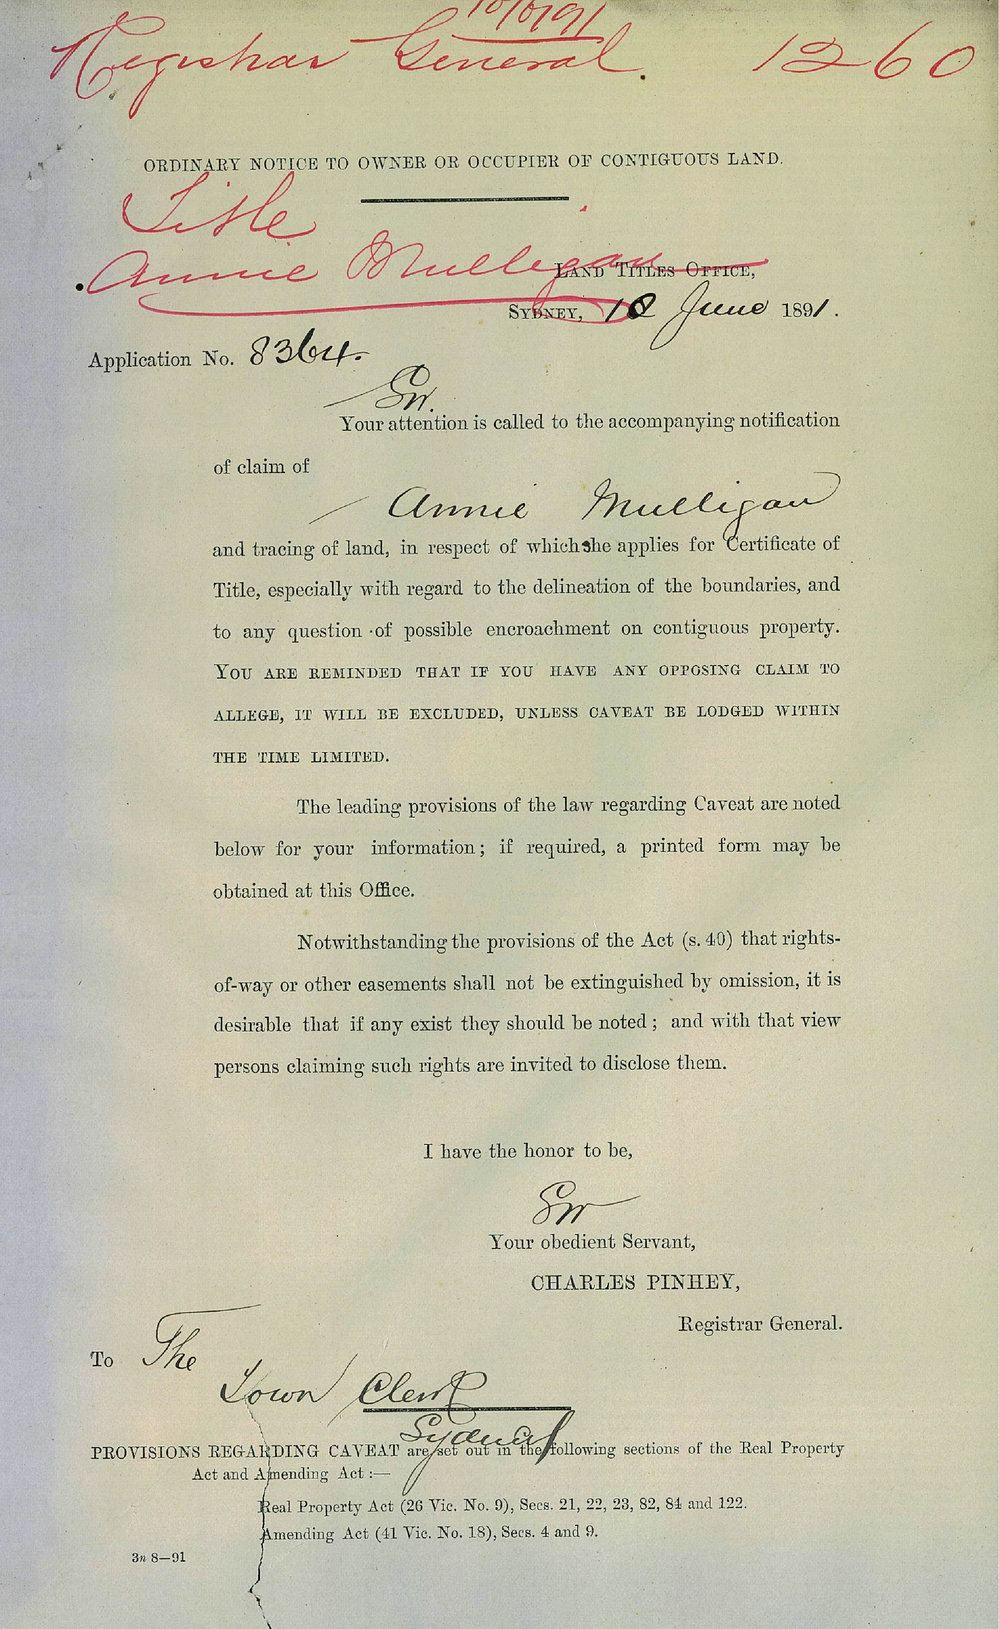 Registrar General. 1260
ORDINARY NOTICE TO OWNER OR OCCUPIER OF CONTIGUOUS LAND.
Title
Annie Mulligan
LAND TITLES OFFICE,
SYDNEY, 10 June 1891.
Application No. 8364.
Sir.
Your attention is called to the accompanying notification
of claim of
Annie Mulligan
and tracing of land, in respect of which she applies for Certificate of
Title, especially with regard to the delineation of the boundaries, and
to any question of possible encroachment on contiguous property.
YOU ARE REMINDED THAT IF YOU HAVE ANY OPPOSING CLAIM TO
ALLEGE, IT WILL BE EXCLUDED, UNLESS CAVEAT BE LODGED WITHIN
THE TIME LIMITED.
The leading provisions of the law regarding Caveat are noted
below for your information; if required, a printed form may be
obtained at this Office.
Notwithstanding the provisions of the Act (s. 40) that rights-
of-way or other easements shall not be extinguished by omission, it is
desirable that if any exist they should be noted; and with that view
persons claiming such rights are invited to disclose them.
I have the honor to be,
Sir
Your obedient Servant,
CHARLES PINHEY,
Registrar General.
To The
Town Clerk
Sydney
PROVISIONS REGARDING CAVEAT are set out in the following sections of the Real Property
Act and Amending Act:—
Real Property Act (26 Vic. No. 9), Secs. 21, 22, 23, 82, 84 and 122.
Amending Act (41 Vic. No. 18), Secs. 4 and 9.
3n 8—91